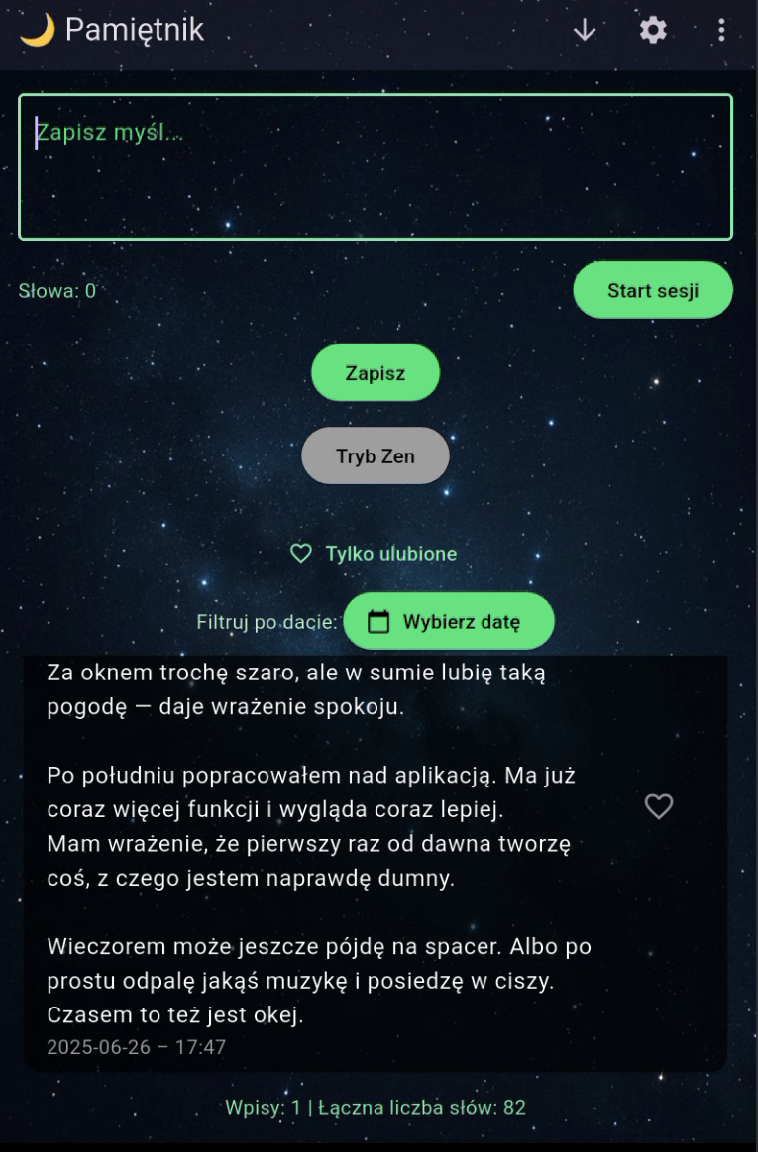 🌙 Pamiętnik
Zapisz myśl...
Słowa: 0
Start sesji
Zapisz
Tryb Zen
Tylko ulubione
Filtruj po dacie:
Wybierz datę
Za oknem trochę szaro, ale w sumie lubię taką
pogodę — daje wrażenie spokoju.
Po południu popracowałem nad aplikacją. Ma już
coraz więcej funkcji i wygląda coraz lepiej.
Mam wrażenie, że pierwszy raz od dawna tworzę
coś, z czego jestem naprawdę dumny.
Wieczorem może jeszcze pójdę na spacer. Albo po
prostu odpalę jakąś muzykę i posiedzę w ciszy.
Czasem to też jest okej.
2025-06-26 – 17:47
Wpisy: 1 | Łączna liczba słów: 82